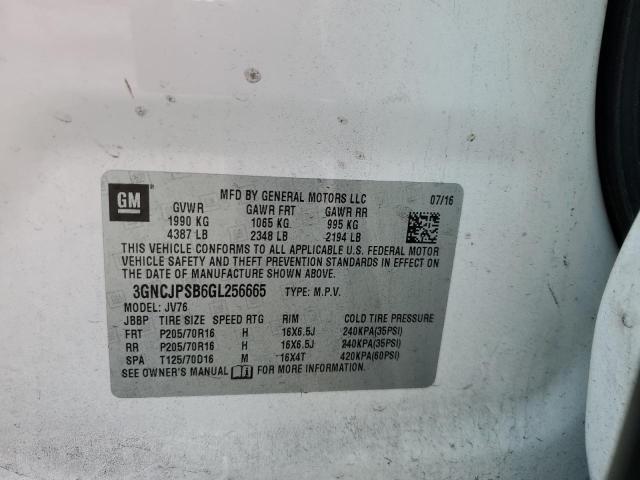 GM
MFD BY GENERAL MOTORS LLC 07/16
GVWR GAWR FRT GAWR RR
1990 KG 1065 KG 995 KG
4387 LB 2348 LB 2194 LB
THIS VEHICLE CONFORMS TO ALL APPLICABLE U.S. FEDERAL MOTOR
VEHICLE SAFETY AND THEFT PREVENTION STANDARDS IN EFFECT ON
THE DATE OF MANUFACTURE SHOWN ABOVE.
3GNCJPSB6GL256665 TYPE: M.P.V.
MODEL: JV76
JBBP TIRE SIZE SPEED RTG RIM COLD TIRE PRESSURE
FRT P205/70R16 H 16X6.5J 240KPA(35PSI)
RR P205/70R16 H 16X6.5J 240KPA(35PSI)
SPA T125/70D16 M 16X4T 420KPA(60PSI)
SEE OWNER'S MANUAL FOR MORE INFORMATION.